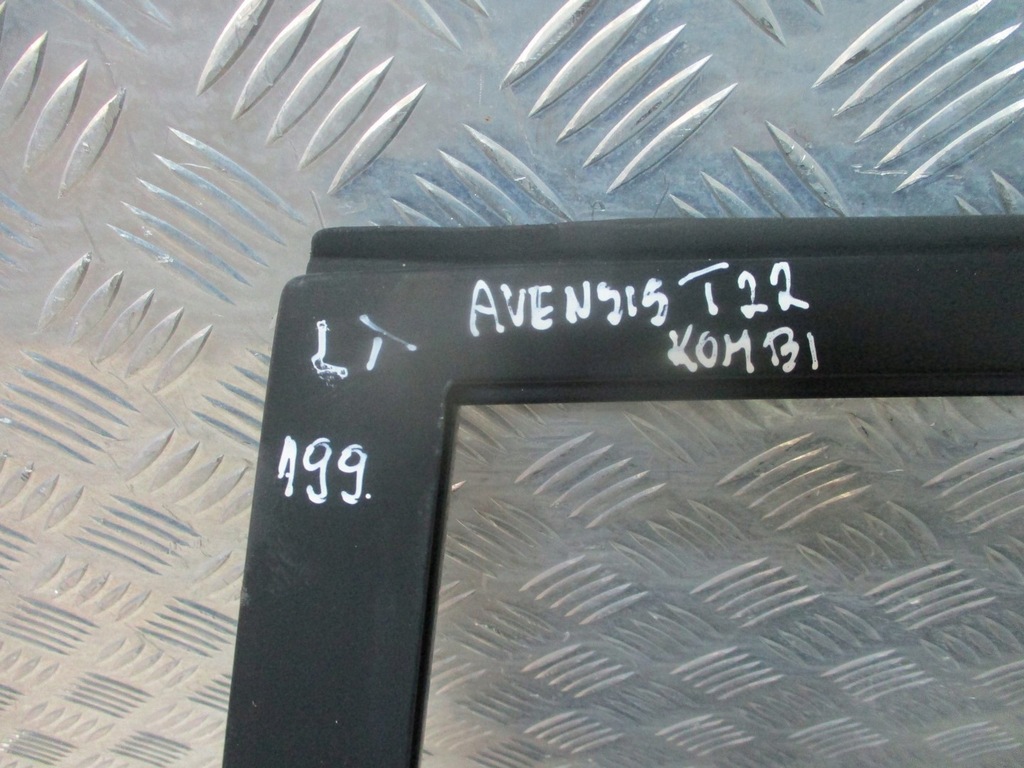 AVENSIS T22
KOMBI
LT
199.